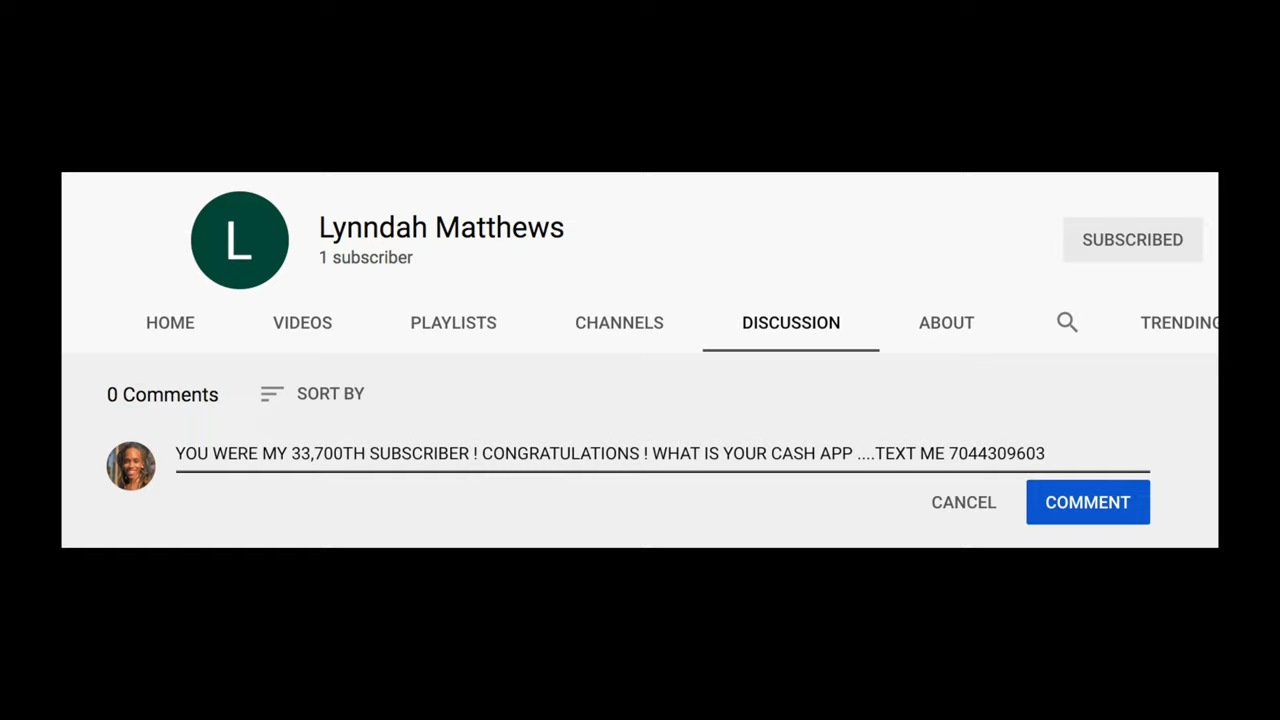 L
Lynndah Matthews
1 subscriber
SUBSCRIBED
HOME VIDEOS PLAYLISTS CHANNELS DISCUSSION ABOUT TRENDING
0 Comments SORT BY
YOU WERE MY 33,700TH SUBSCRIBER ! CONGRATULATIONS ! WHAT IS YOUR CASH APP ....TEXT ME 7044309603
CANCEL COMMENT